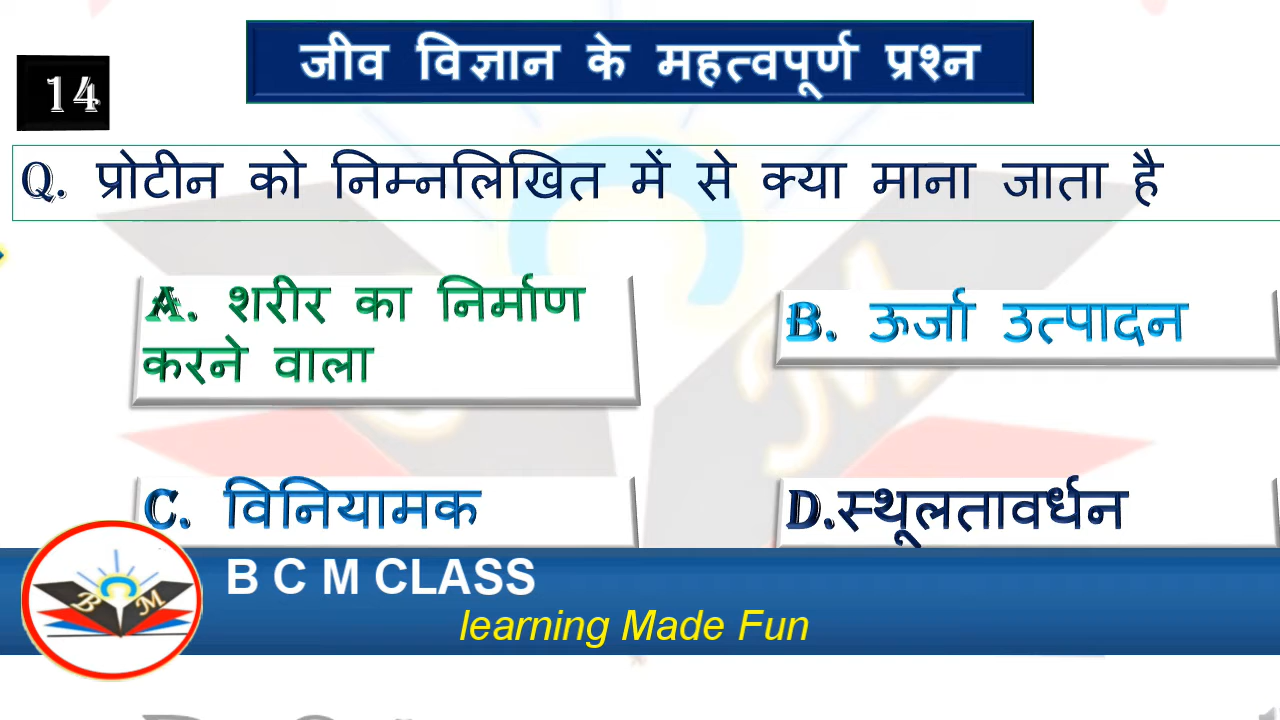 जीव विज्ञान के महत्वपूर्ण प्रश्न
14
Q. प्रोटीन को निम्नलिखित में से क्या माना जाता है
A. शरीर का निर्माण
करने वाला
B. ऊर्जा उत्पादन
C. विनियामक
D.स्थूलतावर्धन
B C M
B C M CLASS
learning Made Fun